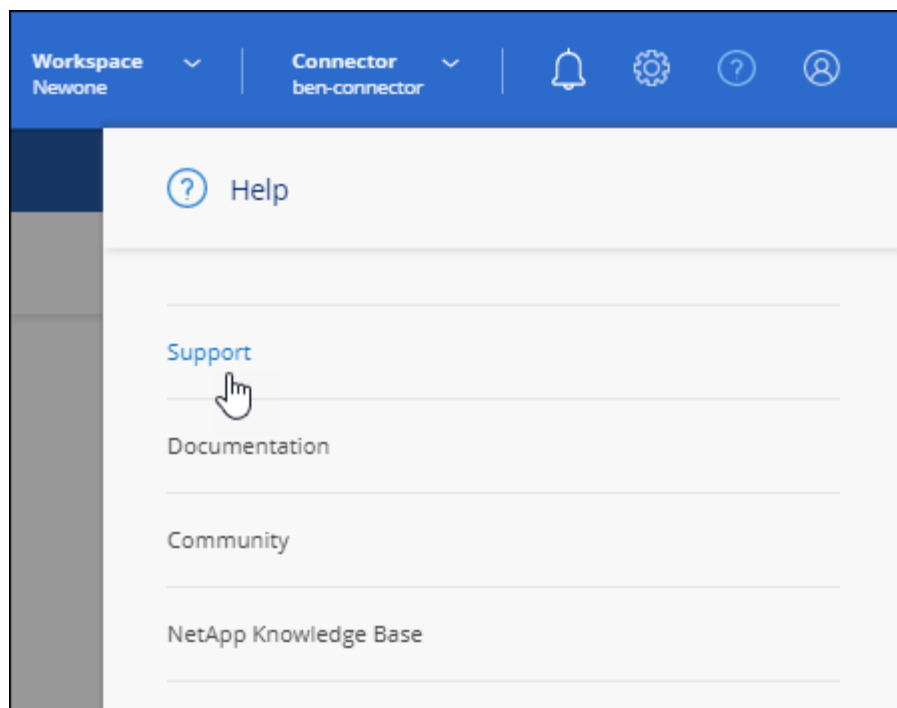 Workspace
Newone
Connector
ben-connector
Help
Support
Documentation
Community
NetApp Knowledge Base